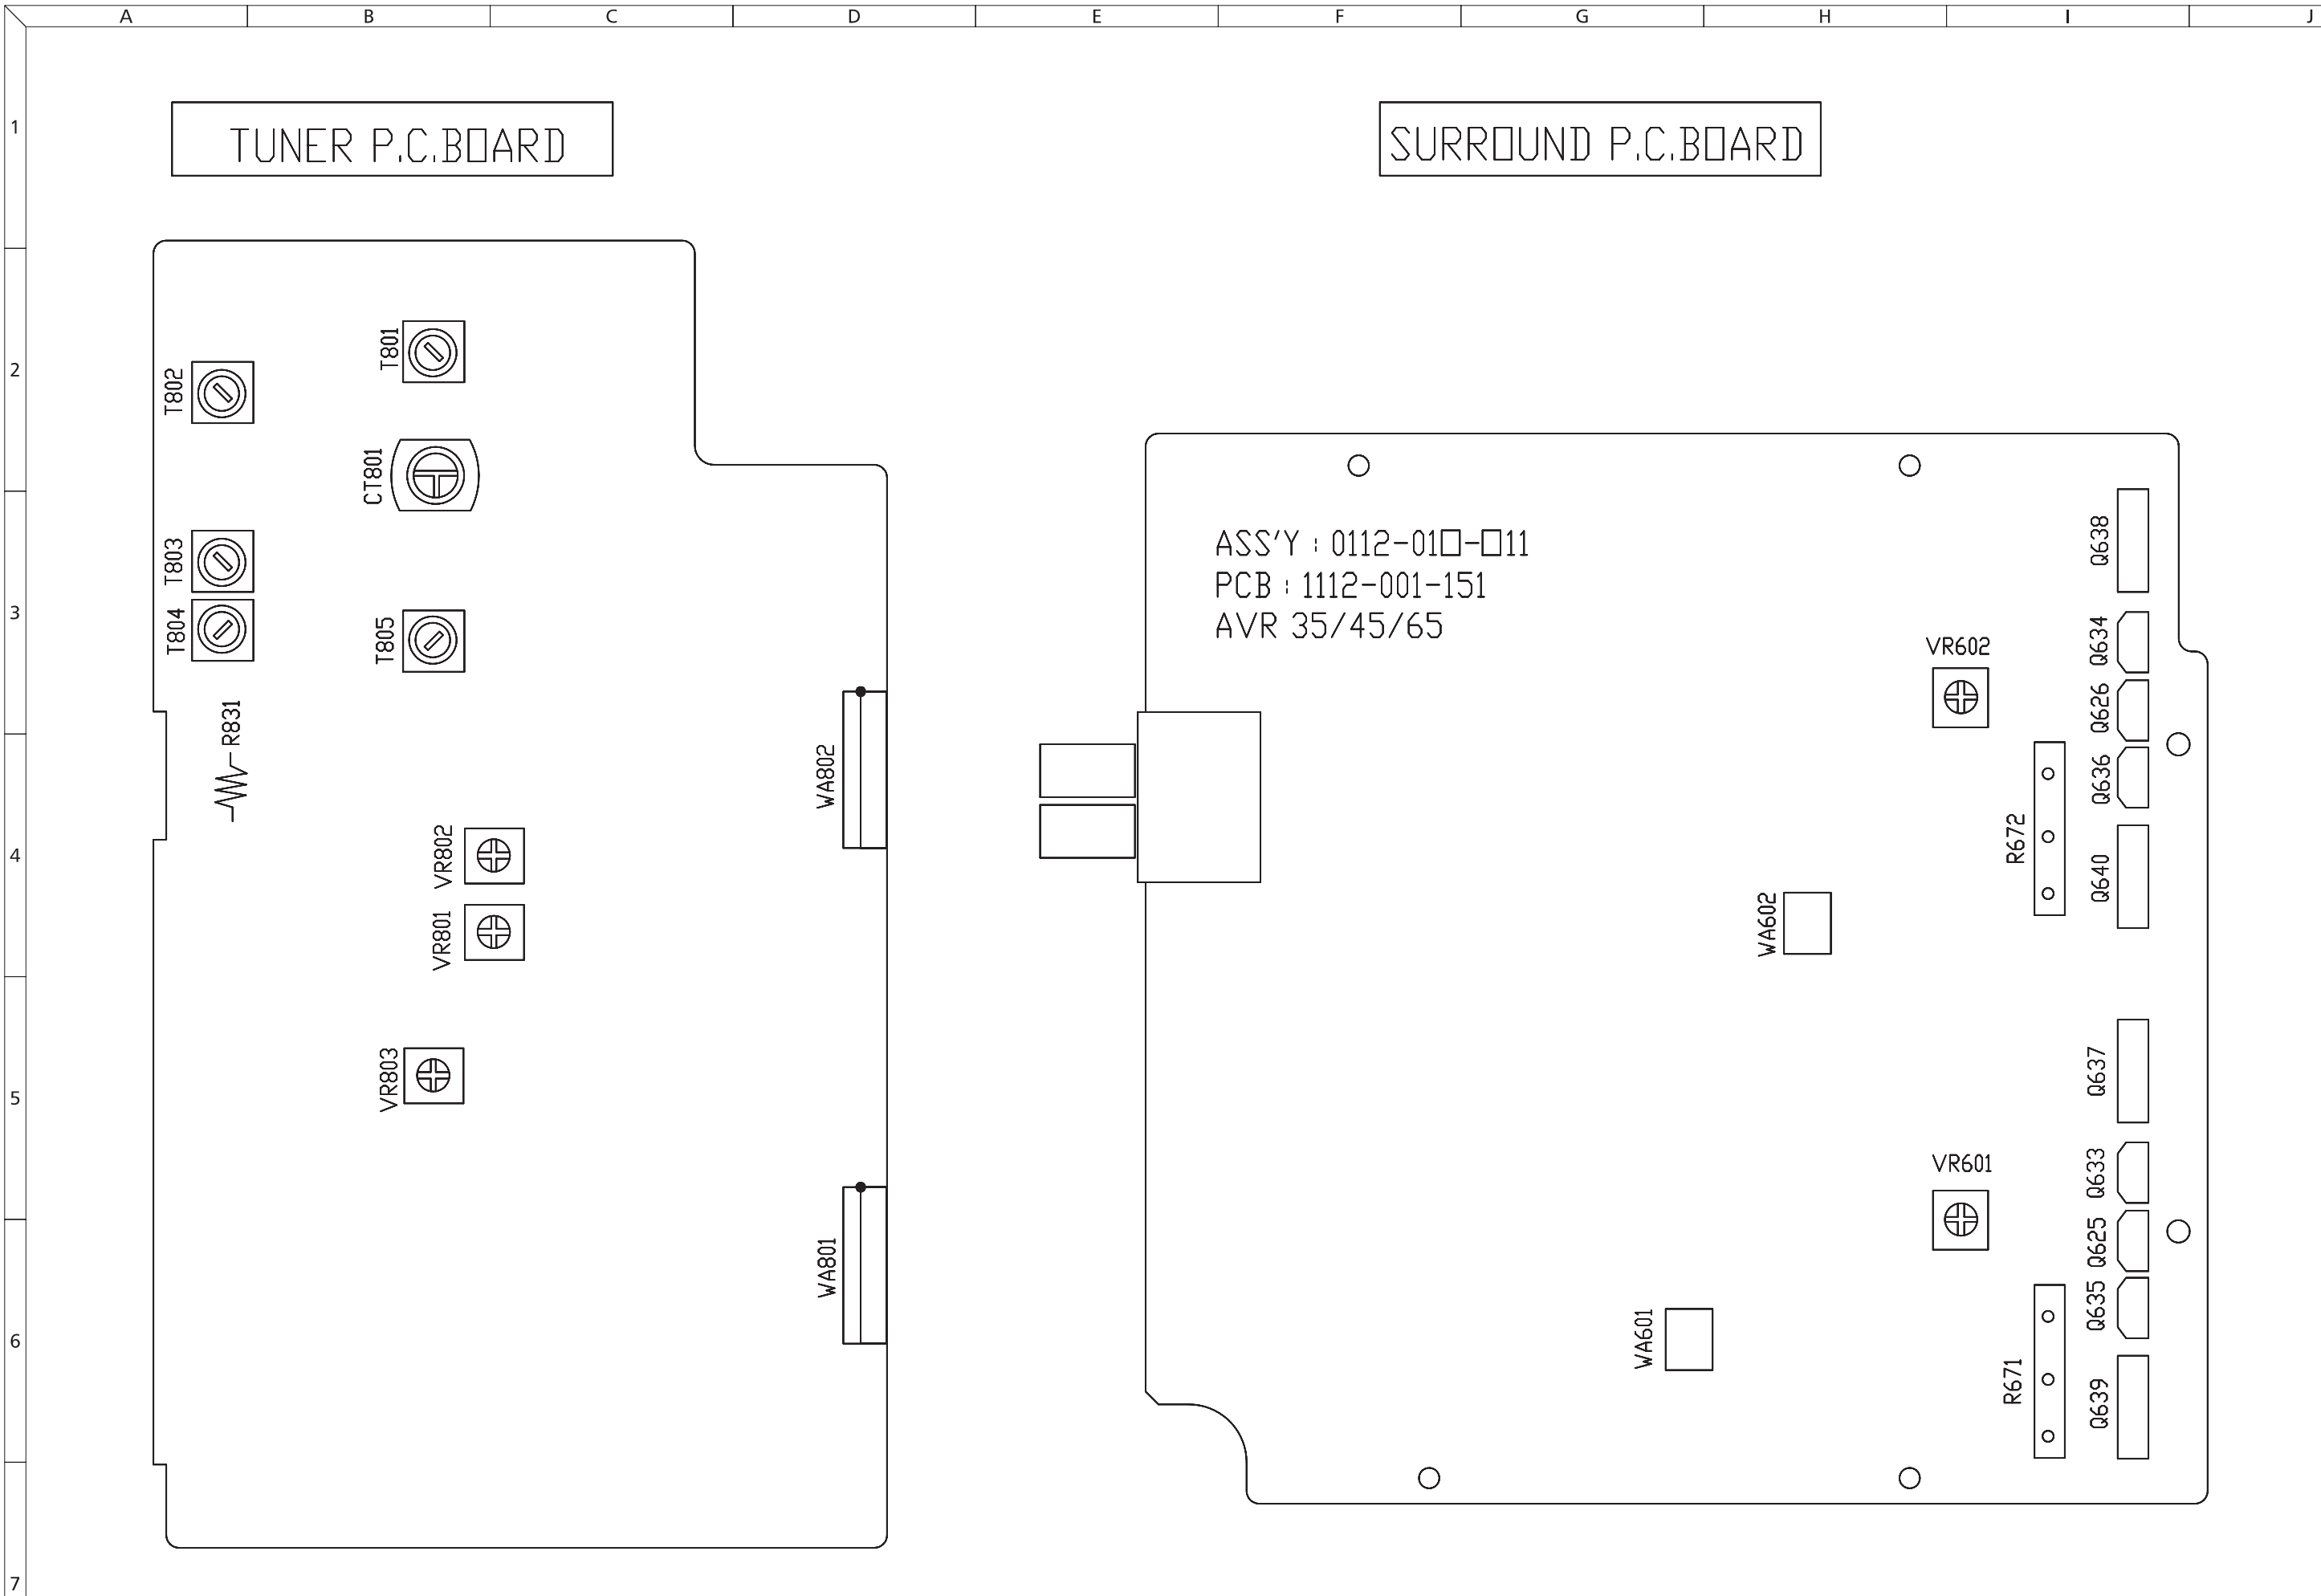 A B C D E F G H I J
1
TUNER P.C.BOARD
SURROUND P.C.BOARD
2
T801
T802
CT801
3
T803
T804
T805
R831
WA802
4
VR802
VR801
5
VR803
WA801
6
7
ASS'Y : 0112-01□-□11
PCB : 1112-001-151
AVR 35/45/65
Q638
Q634
VR602
Q626
Q636
R672
Q640
WA602
Q637
Q633
VR601
Q625
Q635
WA601
R671
Q639